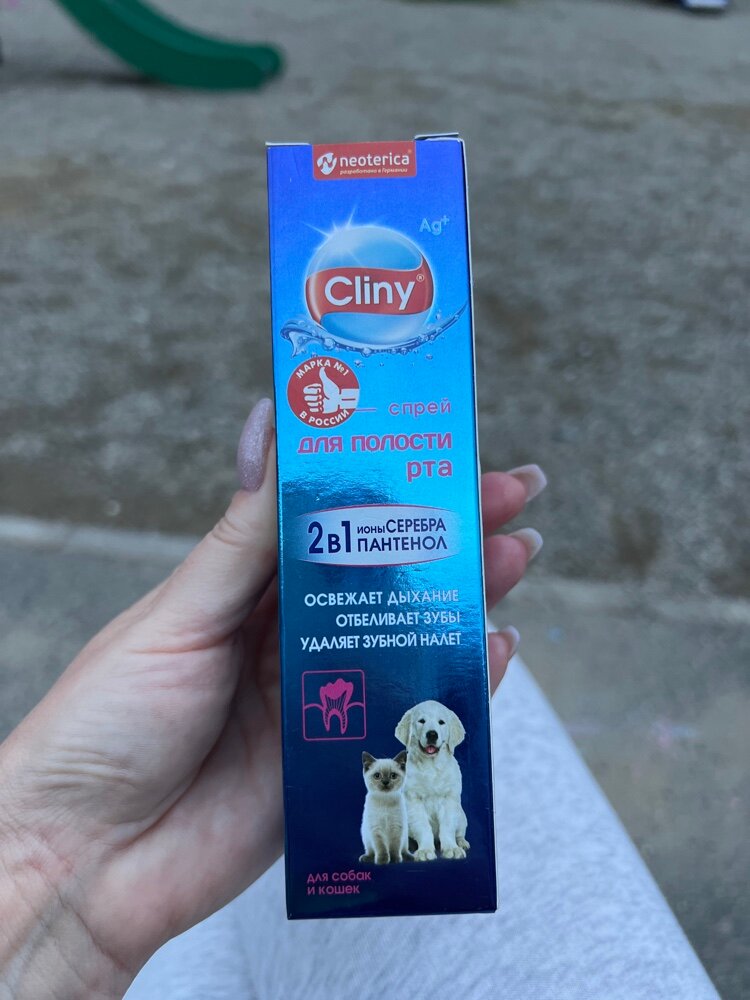 neoterica®
разработано в Германии
Ag⁺
Cliny®
МАРКА №1
В РОССИИ
спрей
для полости
рта
2в1 ионы СЕРЕБРА
ПАНТЕНОЛ
ОСВЕЖАЕТ ДЫХАНИЕ
ОТБЕЛИВАЕТ ЗУБЫ
УДАЛЯЕТ ЗУБНОЙ НАЛЕТ
для собак
и кошек